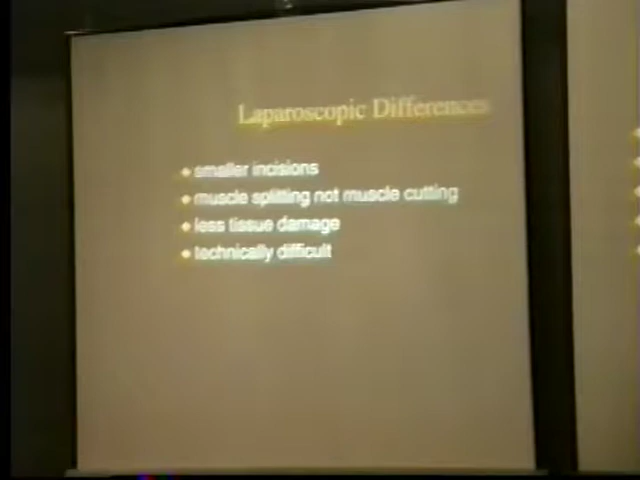 Laparoscopic Differences
smaller incisions
muscle splitting not muscle cutting
less tissue damage
technically difficult